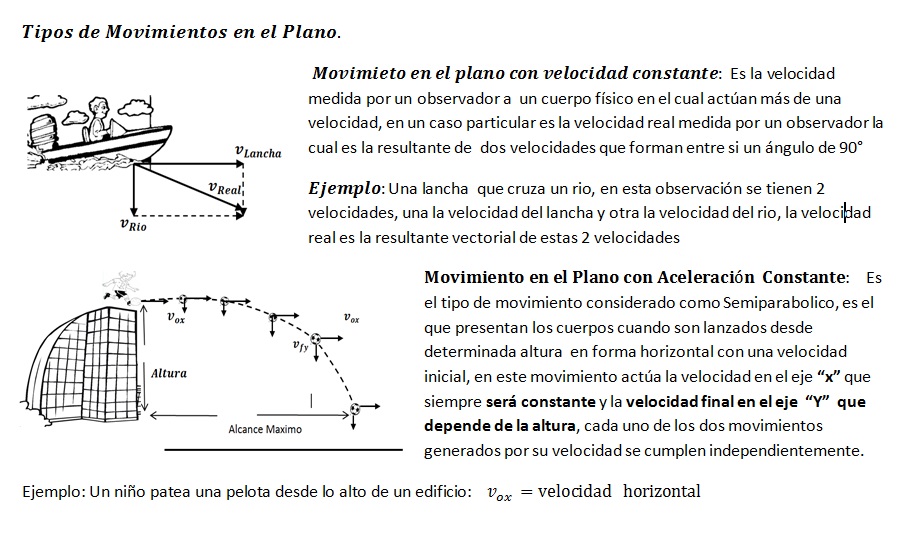 Tipos de Movimientos en el Plano.
Movimieto en el plano con velocidad constante: Es la velocidad
medida por un observador a un cuerpo físico en el cual actúan más de una
velocidad, en un caso particular es la velocidad real medida por un observador la
cual es la resultante de dos velocidades que forman entre si un ángulo de 90°
v Lancha
v Real
v Rio
Ejemplo: Una lancha que cruza un rio, en esta observación se tienen 2
velocidades, una la velocidad del lancha y otra la velocidad del rio, la velocidad
real es la resultante vectorial de estas 2 velocidades
Movimiento en el Plano con Aceleración Constante: Es
el tipo de movimiento considerado como Semiparabolico, es el
que presentan los cuerpos cuando son lanzados desde
determinada altura en forma horizontal con una velocidad
inicial, en este movimiento actúa la velocidad en el eje “x” que
siempre será constante y la velocidad final en el eje “Y” que
depende de la altura, cada uno de los dos movimientos
generados por su velocidad se cumplen independientemente.
v ox
v ox
v fy
Altura
Alcance Maximo
Ejemplo: Un niño patea una pelota desde lo alto de un edificio: v ox = velocidad horizontal